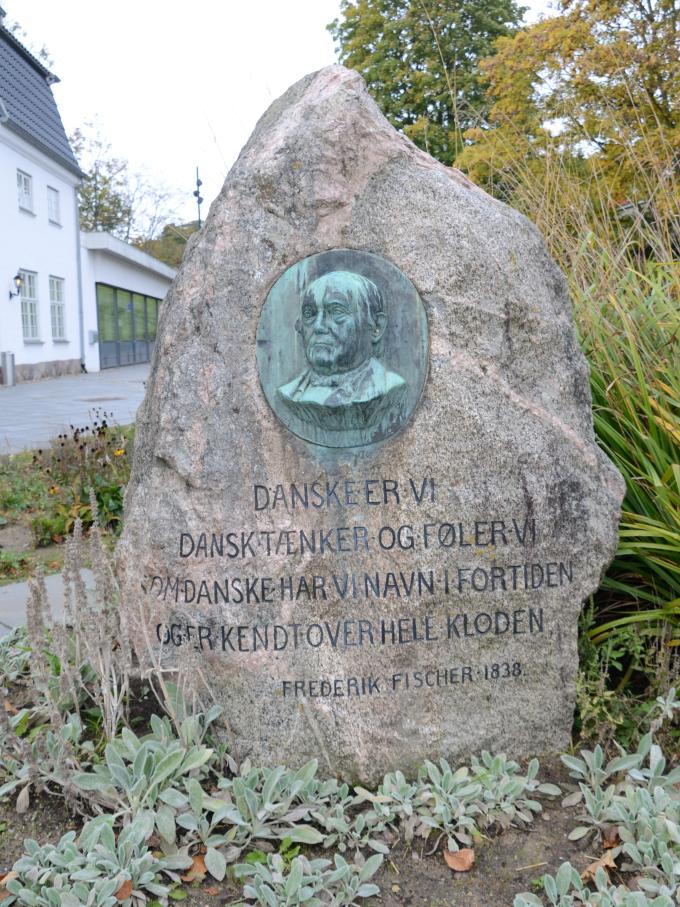 DANSKE ER VI
DANSK TÆNKER OG FØLER VI
SOM DANSKE HAR VI NAVN I FORTIDEN
OG ER KENDT OVER HELE KLODEN
FREDERIK FISCHER · 1838.